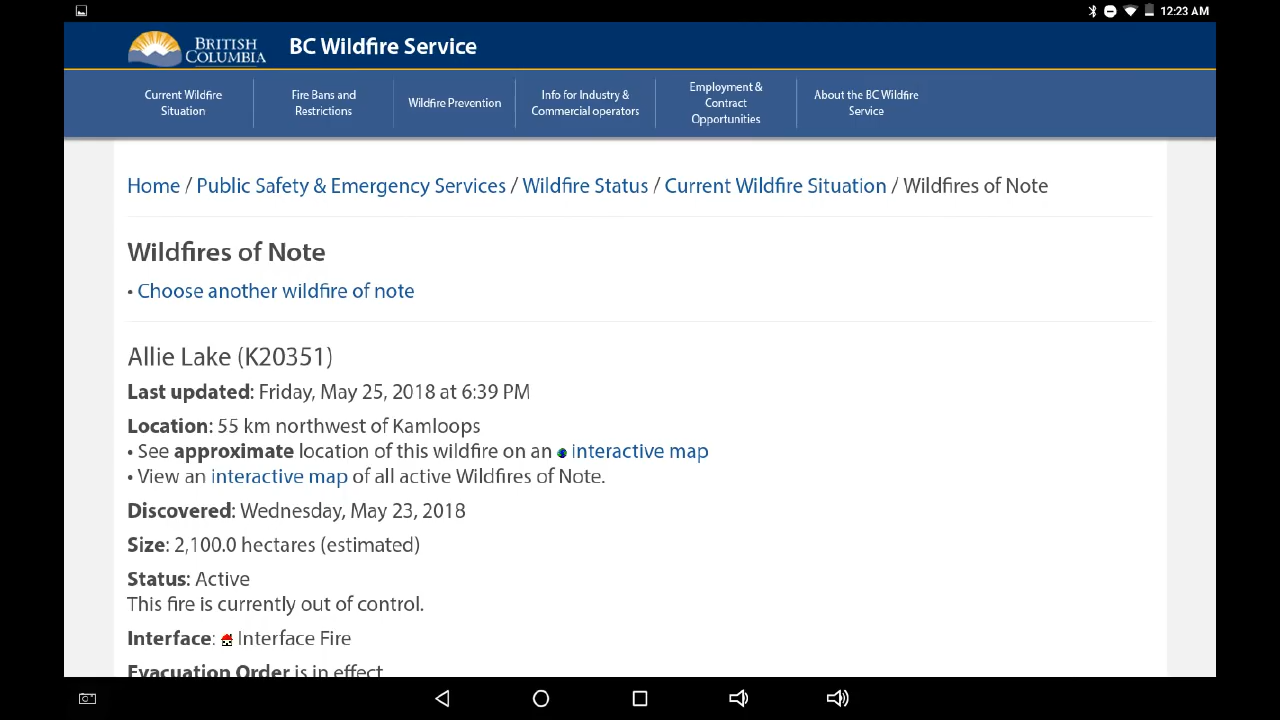 12:23 AM
BRITISH
COLUMBIA
BC Wildfire Service
Current Wildfire
Situation
Fire Bans and
Restrictions
Wildfire Prevention
Info for Industry &
Commercial operators
Employment &
Contract
Opportunities
About the BC Wildfire
Service
Home / Public Safety & Emergency Services / Wildfire Status / Current Wildfire Situation / Wildfires of Note
Wildfires of Note
• Choose another wildfire of note
Allie Lake (K20351)
Last updated: Friday, May 25, 2018 at 6:39 PM
Location: 55 km northwest of Kamloops
• See approximate location of this wildfire on an interactive map
• View an interactive map of all active Wildfires of Note.
Discovered: Wednesday, May 23, 2018
Size: 2,100.0 hectares (estimated)
Status: Active
This fire is currently out of control.
Interface: Interface Fire
Evacuation Order is in effect